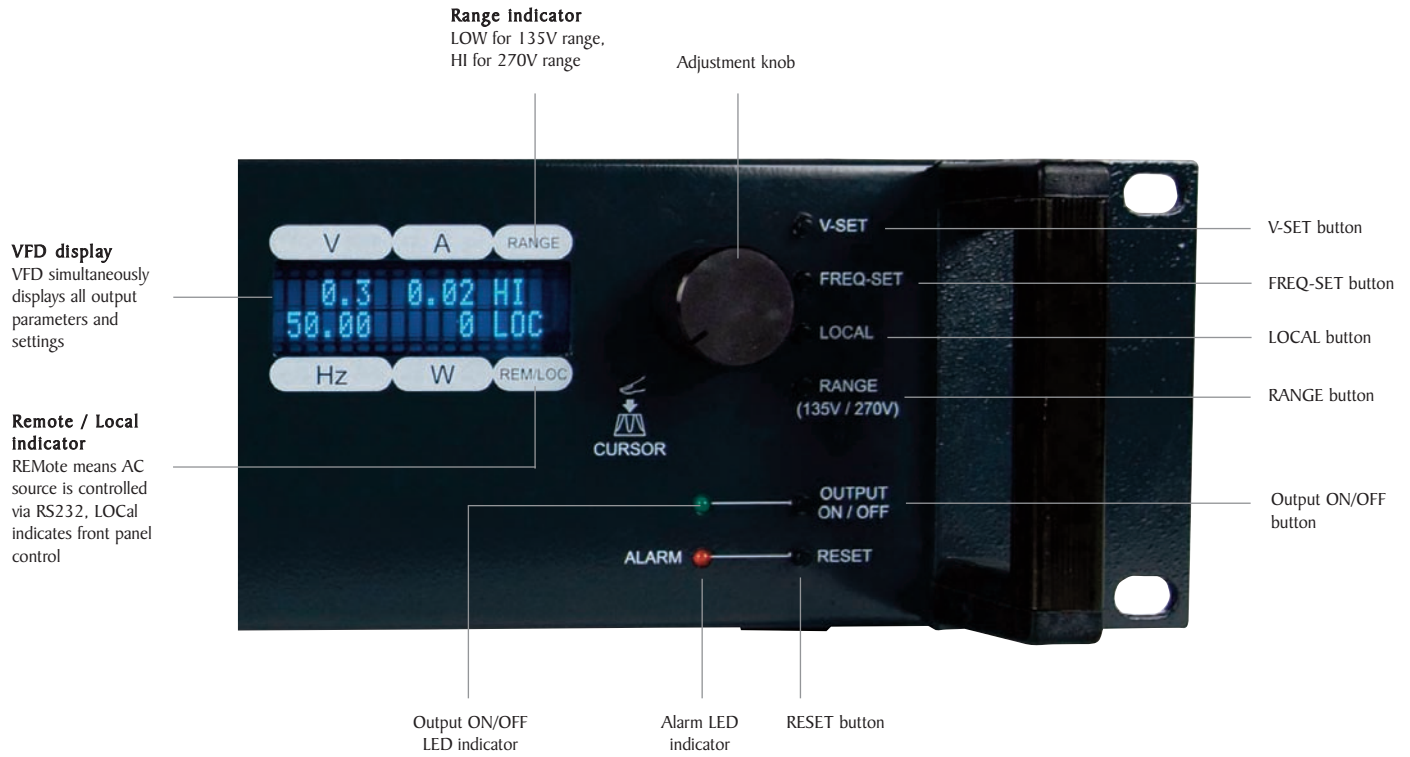 Range indicator
LOW for 135V range,
HI for 270V range
Adjustment knob
VFD display
VFD simultaneously
displays all output
parameters and
settings
Remote / Local
indicator
REMote means AC
source is controlled
via RS232, LOCal
indicates front panel
control
V A RANGE
0.3 0.02 HI
50.00 0 LOC
Hz W REM/LOC
CURSOR
V-SET
FREQ-SET
LOCAL
RANGE
(135V / 270V)
OUTPUT
ON / OFF
ALARM
RESET
V-SET button
FREQ-SET button
LOCAL button
RANGE button
Output ON/OFF
button
Output ON/OFF
LED indicator
Alarm LED
indicator
RESET button